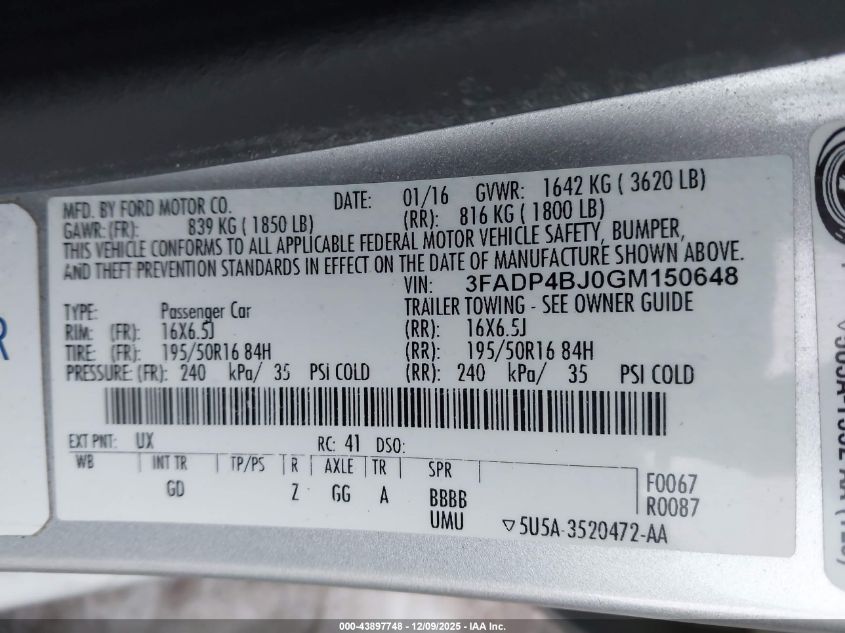 MFD. BY FORD MOTOR CO. DATE: 01/16 GVWR: 1642 KG ( 3620 LB)
GAWR: (FR): 839 KG ( 1850 LB) (RR): 816 KG ( 1800 LB)
THIS VEHICLE CONFORMS TO ALL APPLICABLE FEDERAL MOTOR VEHICLE SAFETY, BUMPER,
AND THEFT PREVENTION STANDARDS IN EFFECT ON THE DATE OF MANUFACTURE SHOWN ABOVE.
VIN: 3FADP4BJ0GM150648
TYPE: Passenger Car TRAILER TOWING - SEE OWNER GUIDE
RIM: (FR): 16X6.5J (RR): 16X6.5J
TIRE: (FR): 195/50R16 84H (RR): 195/50R16 84H
PRESSURE: (FR): 240 kPa/ 35 PSI COLD (RR): 240 kPa/ 35 PSI COLD
EXT PNT: UX RC: 41 DSO:
WB INT TR TP/PS R AXLE TR SPR
GD Z GG A BBBB F0067
UMU R0087
▽5U5A-3520472-AA
R
000-43897748 - 12/09/2025 - IAA Inc.